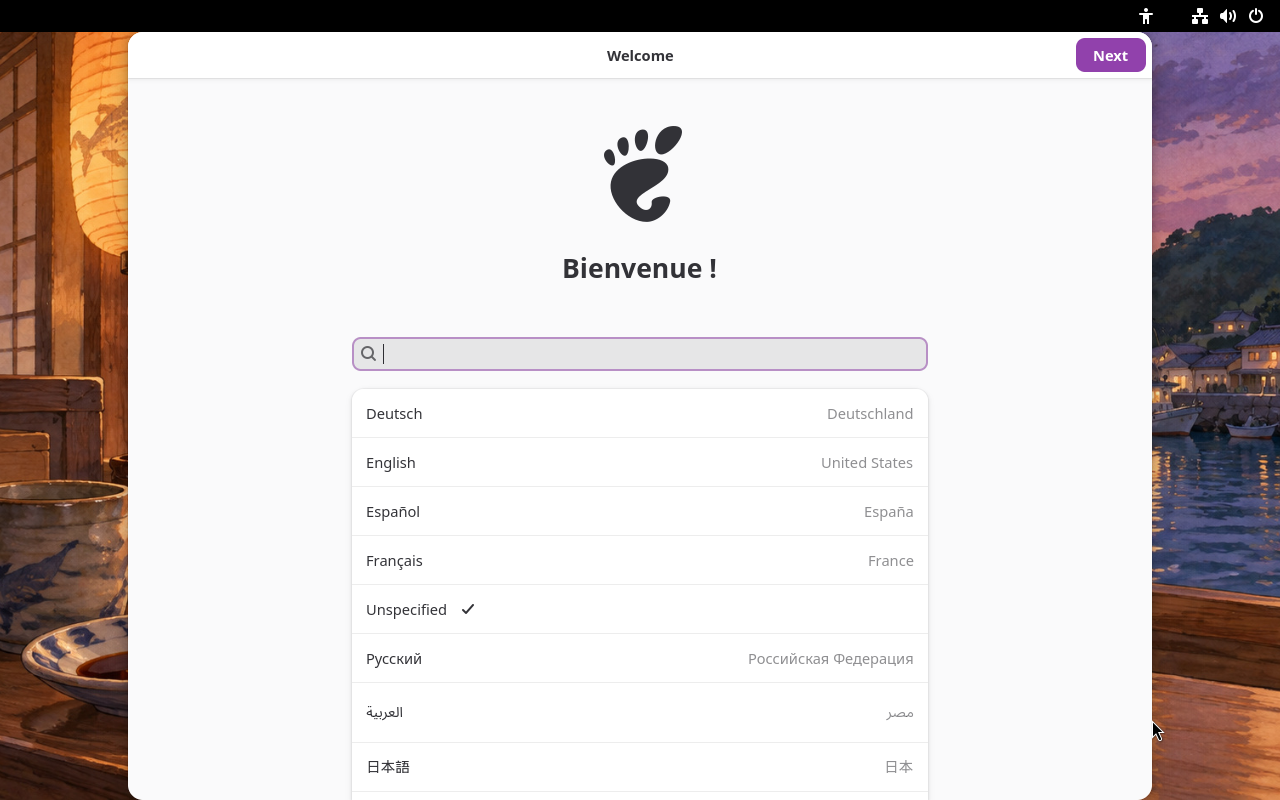 Welcome
Next
Bienvenue !
Deutsch Deutschland
English United States
Español España
Français France
Unspecified
Русский Российская Федерация
العربية مصر
日本語 日本